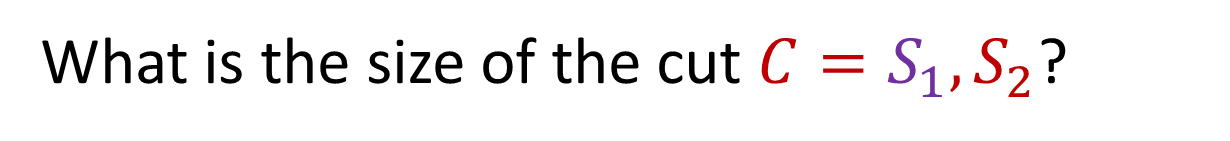 What is the size of the cut C = S₁, S₂?